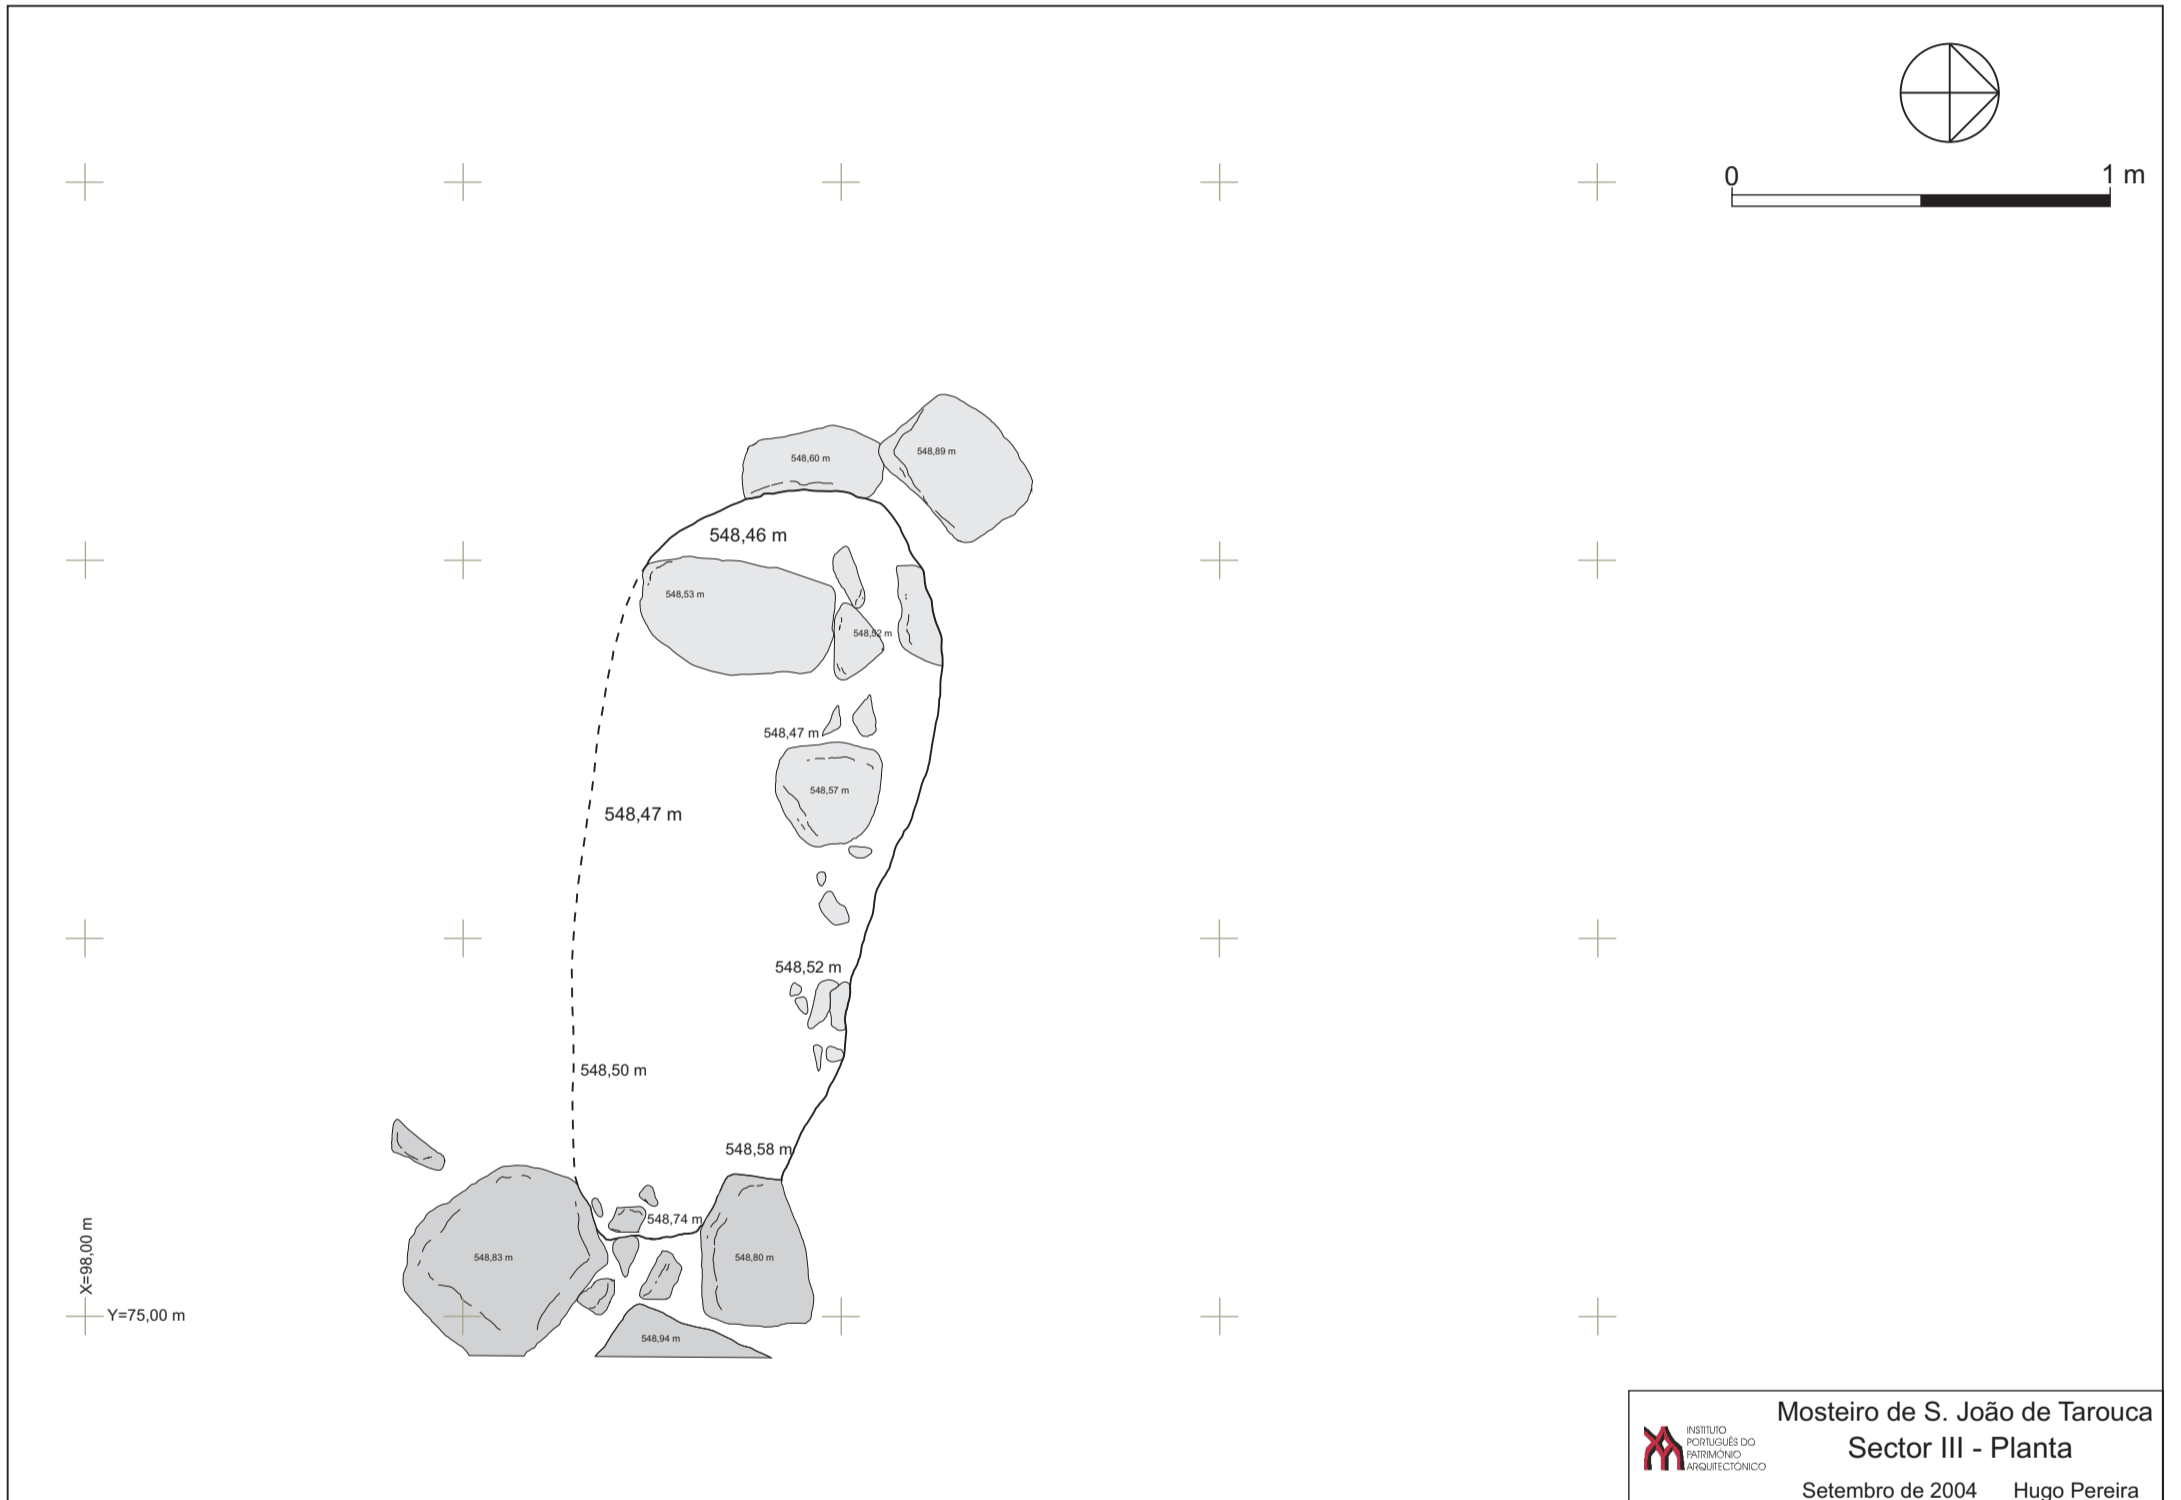 0
1 m
548,60 m
548,89 m
548,46 m
548,53 m
548,52 m
548,47 m
548,57 m
548,47 m
548,52 m
548,50 m
548,58 m
548,74 m
548,83 m
548,80 m
X=98,00 m
Y=75,00 m
548,94 m
INSTITUTO
PORTUGUÊS DO
PATRIMÓNIO
ARQUITECTÓNICO
Mosteiro de S. João de Tarouca
Sector III - Planta
Setembro de 2004 Hugo Pereira